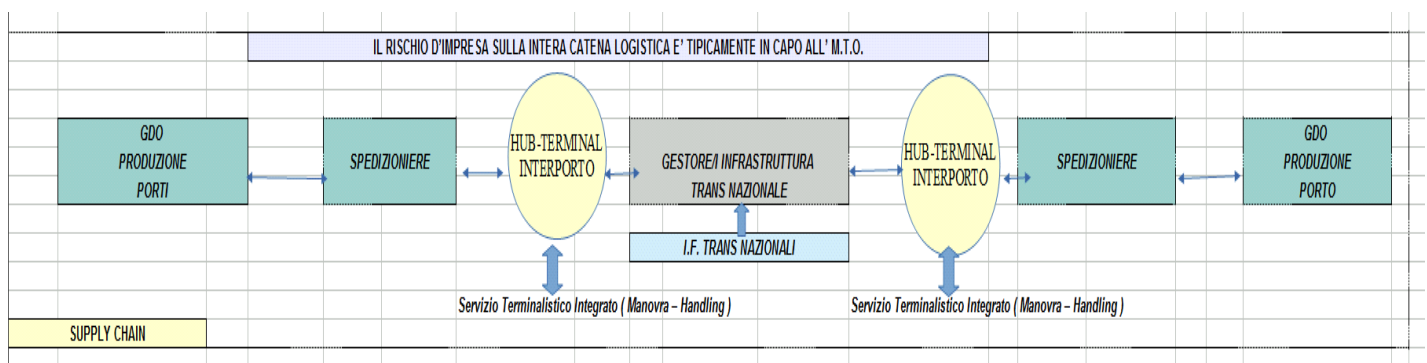 IL RISCHIO D'IMPRESA SULLA INTERA CATENA LOGISTICA E' TIPICAMENTE IN CAPO ALL' M.T.O.
GDO
PRODUZIONE
PORTI
SPEDIZIONIERE
HUB-TERMINAL
INTERPORTO
GESTORE/I INFRASTRUTTURA
TRANS NAZIONALE
HUB-TERMINAL
INTERPORTO
SPEDIZIONIERE
GDO
PRODUZIONE
PORTO
I.F. TRANS NAZIONALI
Servizio Terminalistico Integrato ( Manovra – Handling )
Servizio Terminalistico Integrato ( Manovra – Handling )
SUPPLY CHAIN